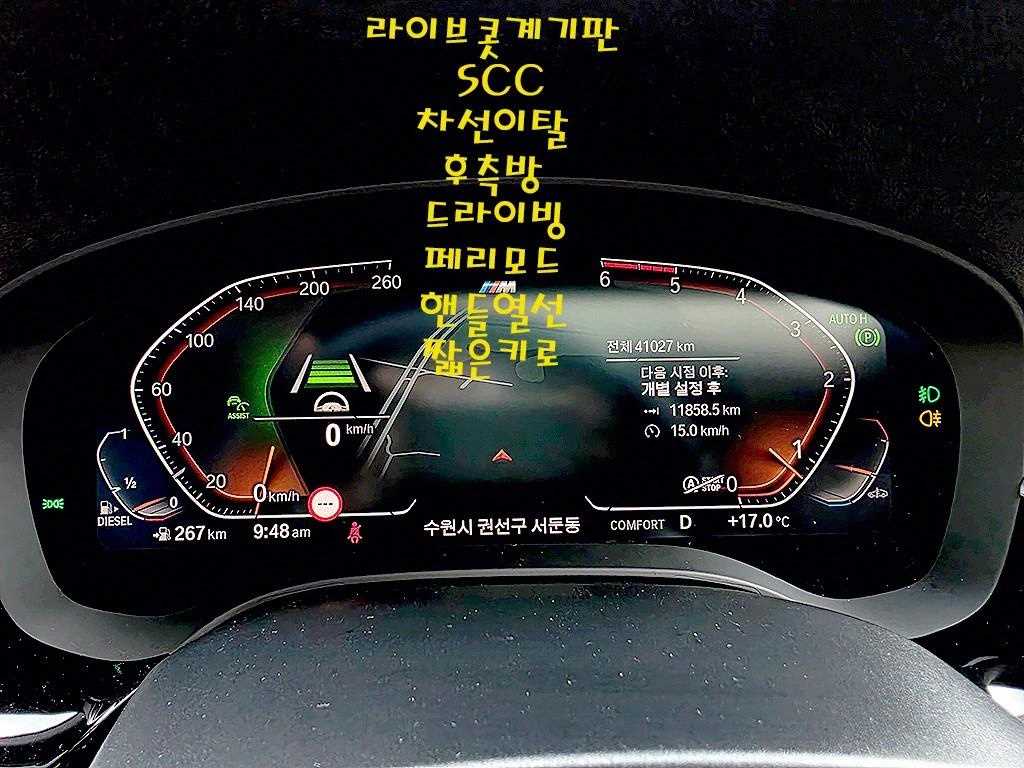 라이브콧계기판
SCC
차선이탈
후측방
드라이빙
페리모드
핸들열선
짧은키로
260
200
140
100
60
40
20
0 km/h
6
5
4
3
2
1
0
M
AUTO H
(P)
전체 41027 km
다음 시점 이후:
개별 설정 후
11858.5 km
15.0 km/h
ASSIST
0 km/h
1
½
0
DIESEL
267 km
9:48 am
---
수원시 권선구 서둔동
A START
STOP
COMFORT D
+17.0 °C